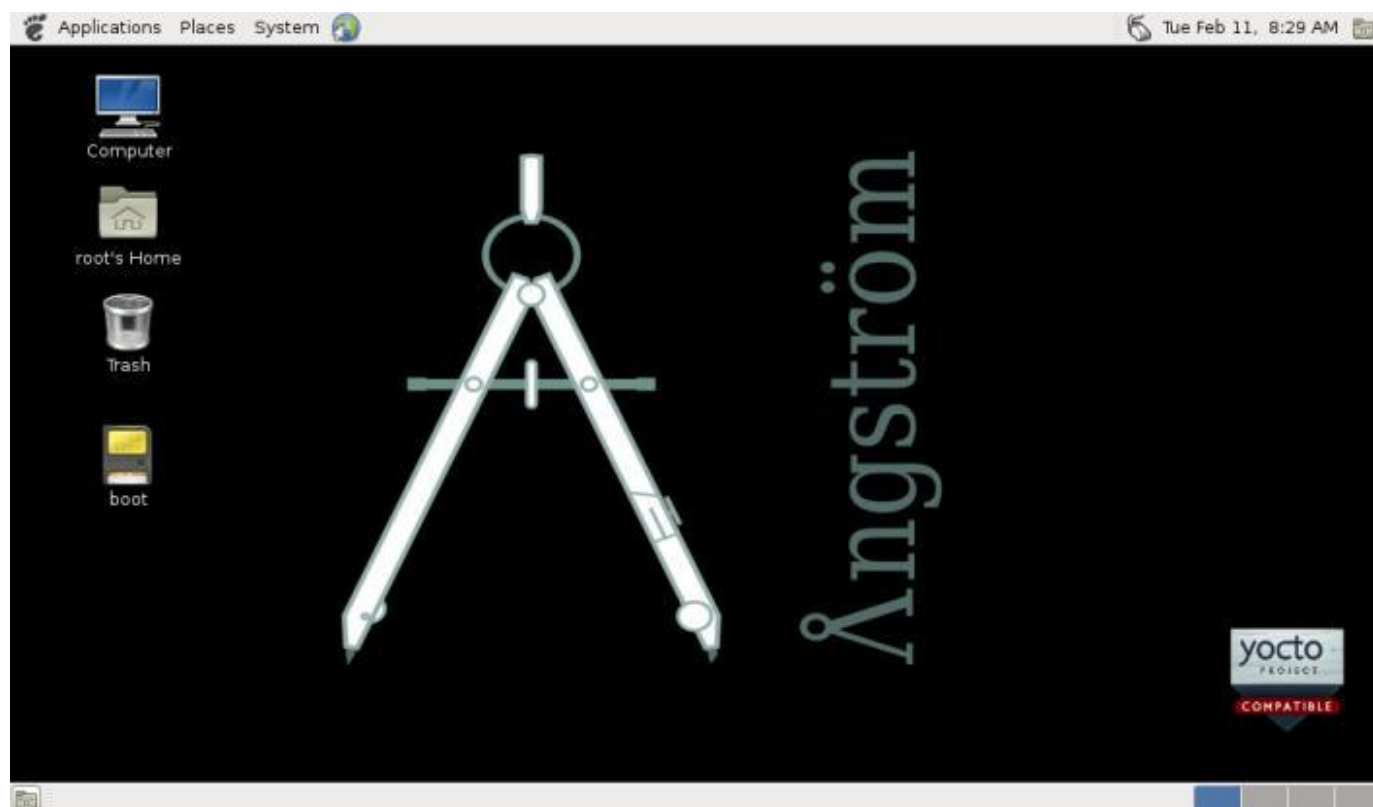 Applications Places System
Tue Feb 11, 8:29 AM
Computer
root's Home
Trash
boot
Ångström
yocto
PROJECT
COMPATIBLE